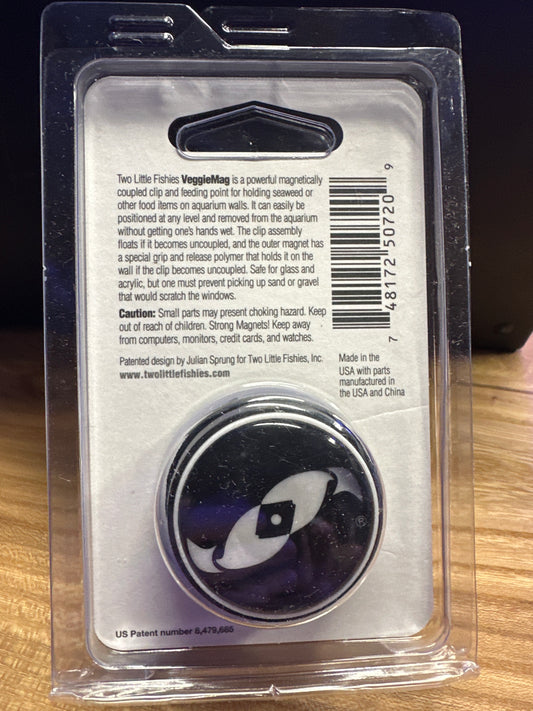 Two Little Fishies VeggieMag is a powerful magnetically
coupled clip and feeding point for holding seaweed or
other food items on aquarium walls. It can easily be
positioned at any level and removed from the aquarium
without getting one's hands wet. The clip assembly
floats if it becomes uncoupled, and the outer magnet has
a special grip and release polymer that holds it on the
wall if the clip becomes uncoupled. Safe for glass and
acrylic, but one must prevent picking up sand or gravel
that would scratch the windows.
Caution: Small parts may present choking hazard. Keep
out of reach of children. Strong Magnets! Keep away
from computers, monitors, credit cards, and watches.
Patented design by Julian Sprung for Two Little Fishies, Inc.
www.twolittlefishies.com
7 48172 50720 9
Made in the
USA with parts
manufactured in
the USA and China
®
US Patent number 8,479,685